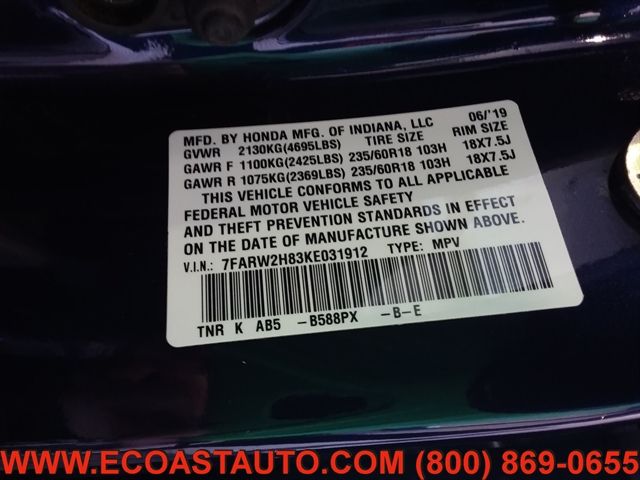 MFD. BY HONDA MFG. OF INDIANA, LLC 06/'19
GVWR 2130KG(4695LBS) TIRE SIZE RIM SIZE
GAWR F 1100KG(2425LBS) 235/60R18 103H 18X7.5J
GAWR R 1075KG(2369LBS) 235/60R18 103H 18X7.5J
THIS VEHICLE CONFORMS TO ALL APPLICABLE
FEDERAL MOTOR VEHICLE SAFETY
AND THEFT PREVENTION STANDARDS IN EFFECT
ON THE DATE OF MANUFACTURE SHOWN ABOVE.
V.I.N.: 7FARW2H83KE031912 TYPE: MPV
TNR K AB5 -B588PX -B-E
WWW.ECOASTAUTO.COM (800) 869-0655